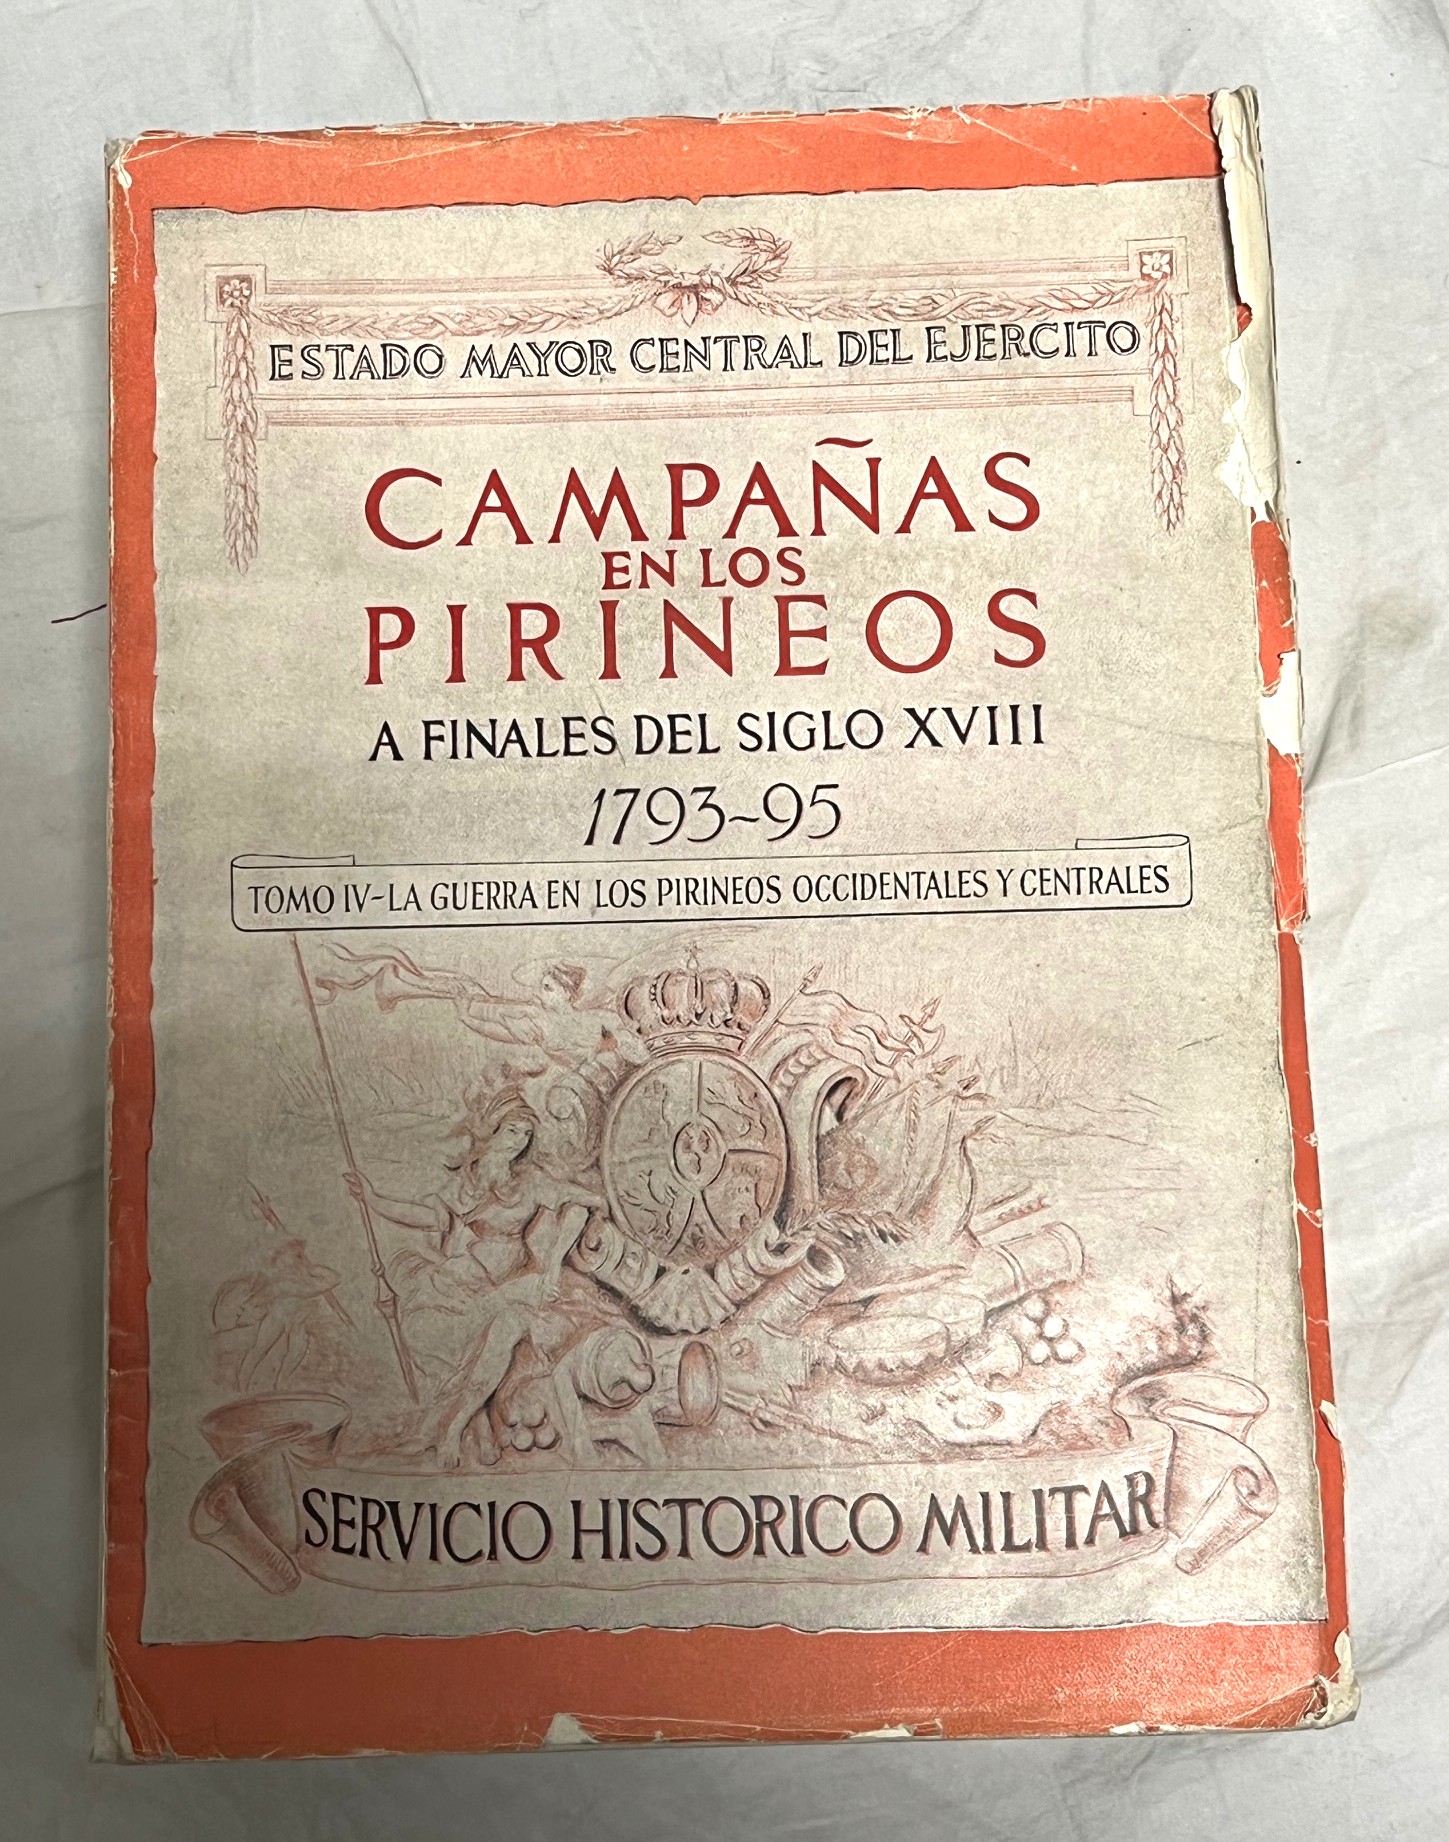 ESTADO MAYOR CENTRAL DEL EJERCITO
CAMPAÑAS
EN LOS
PIRINEOS
A FINALES DEL SIGLO XVIII
1793-95
TOMO IV-LA GUERRA EN LOS PIRINEOS OCCIDENTALES Y CENTRALES
SERVICIO HISTORICO MILITAR